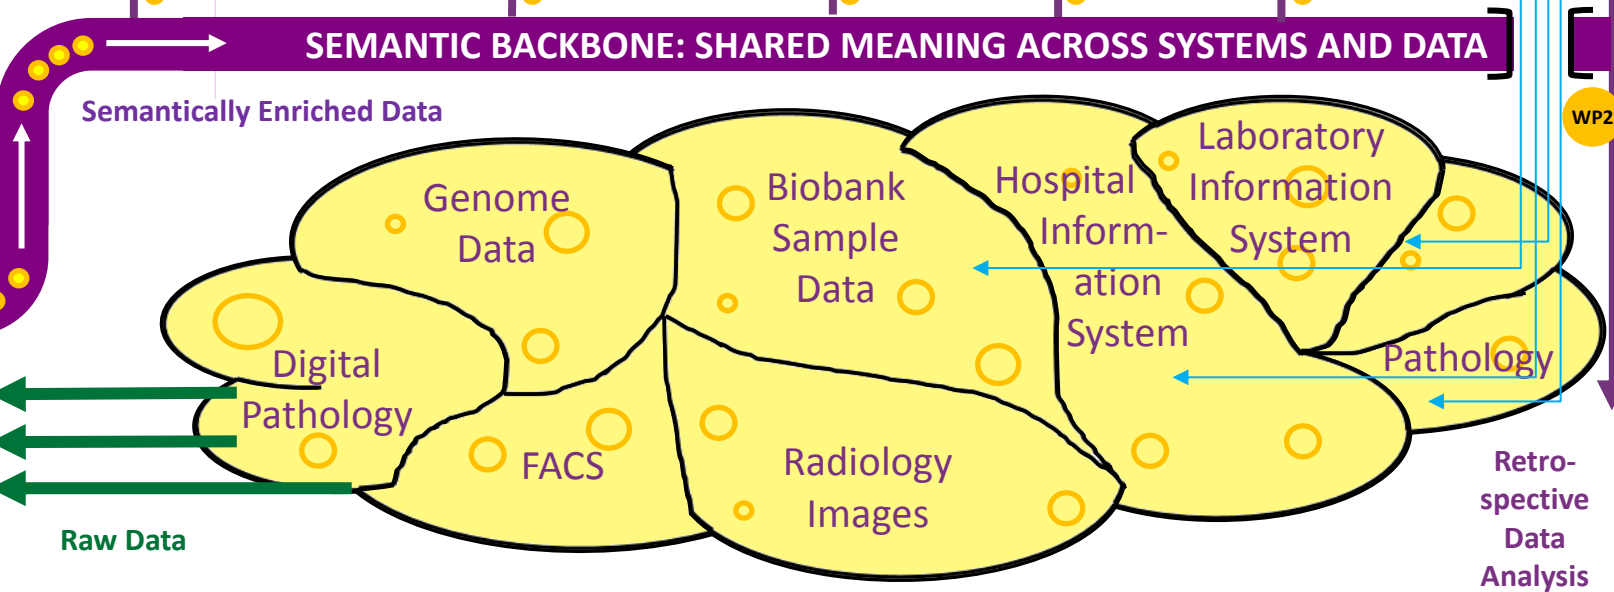 SEMANTIC BACKBONE: SHARED MEANING ACROSS SYSTEMS AND DATA
Semantically Enriched Data
WP2
Genome
Data
Biobank
Sample
Data
Hospital
Inform-
ation
System
Laboratory
Information
System
Digital
Pathology
FACS
Radiology
Images
Pathology
Raw Data
Retro-
spective
Data
Analysis